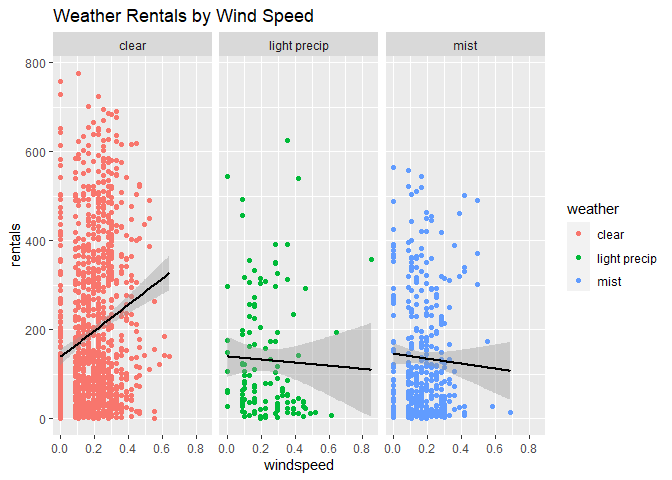 Weather Rentals by Wind Speed
clear light precip mist
800
600
400
200
0
rentals
0.0 0.2 0.4 0.6 0.8 0.0 0.2 0.4 0.6 0.8 0.0 0.2 0.4 0.6 0.8
windspeed
weather
clear
light precip
mist